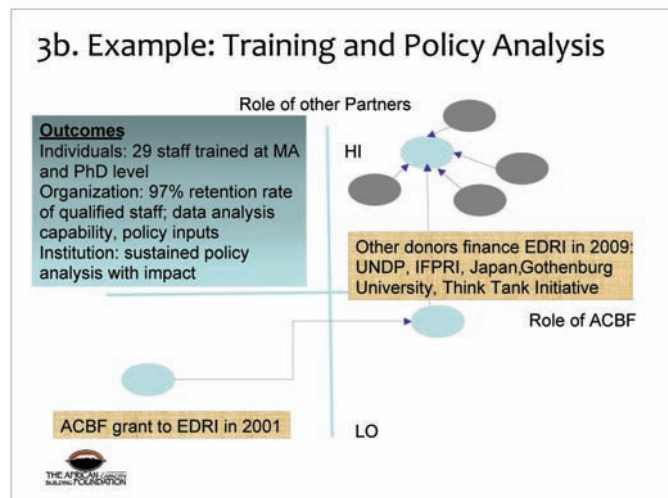 3b. Example: Training and Policy Analysis
Role of other Partners
Outcomes
Individuals: 29 staff trained at MA
and PhD level
Organization: 97% retention rate
of qualified staff; data analysis
capability, policy inputs
Institution: sustained policy
analysis with impact
HI
Other donors finance EDRI in 2009:
UNDP, IFPRI, Japan,Gothenburg
University, Think Tank Initiative
Role of ACBF
ACBF grant to EDRI in 2001
LO
THE AFRICAN CAPACITY
BUILDING FOUNDATION